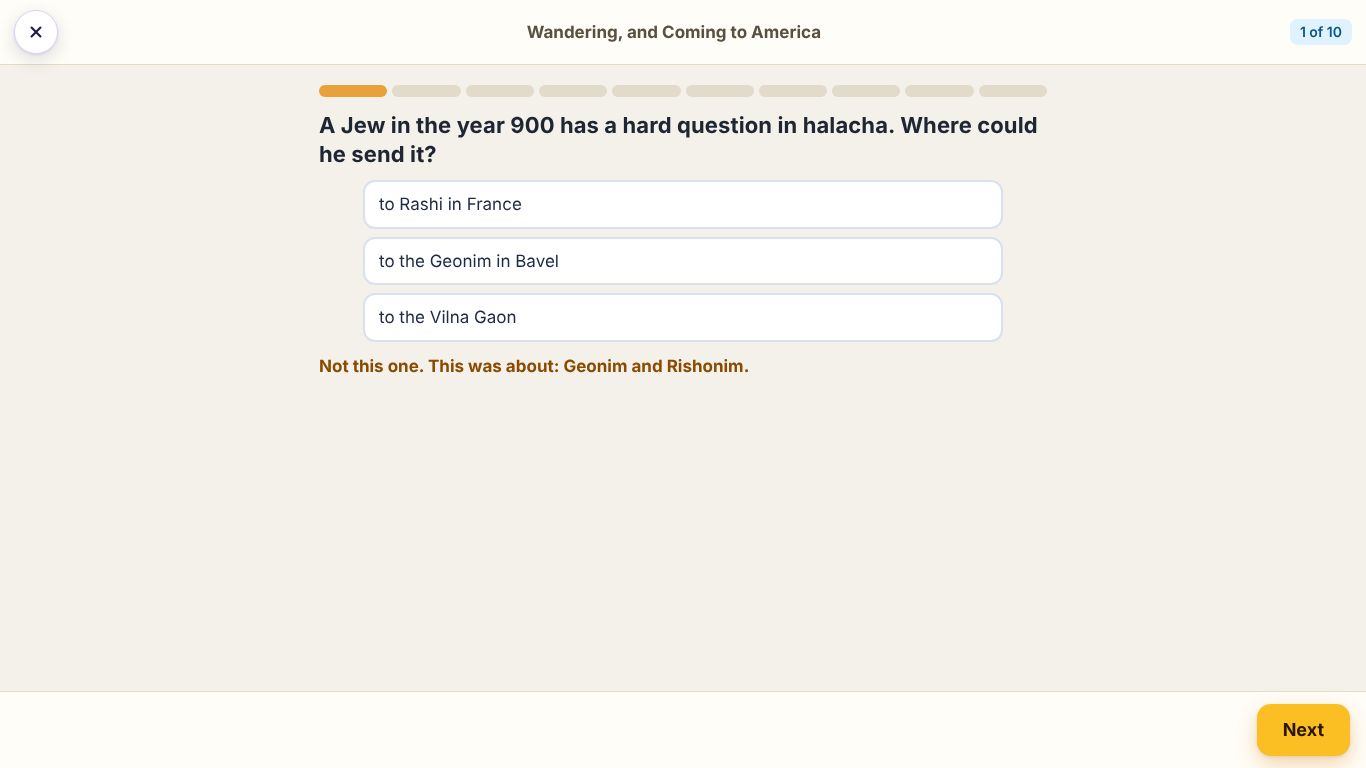 Wandering, and Coming to America
1 of 10
A Jew in the year 900 has a hard question in halacha. Where could
he send it?
to Rashi in France
to the Geonim in Bavel
to the Vilna Gaon
Not this one. This was about: Geonim and Rishonim.
Next